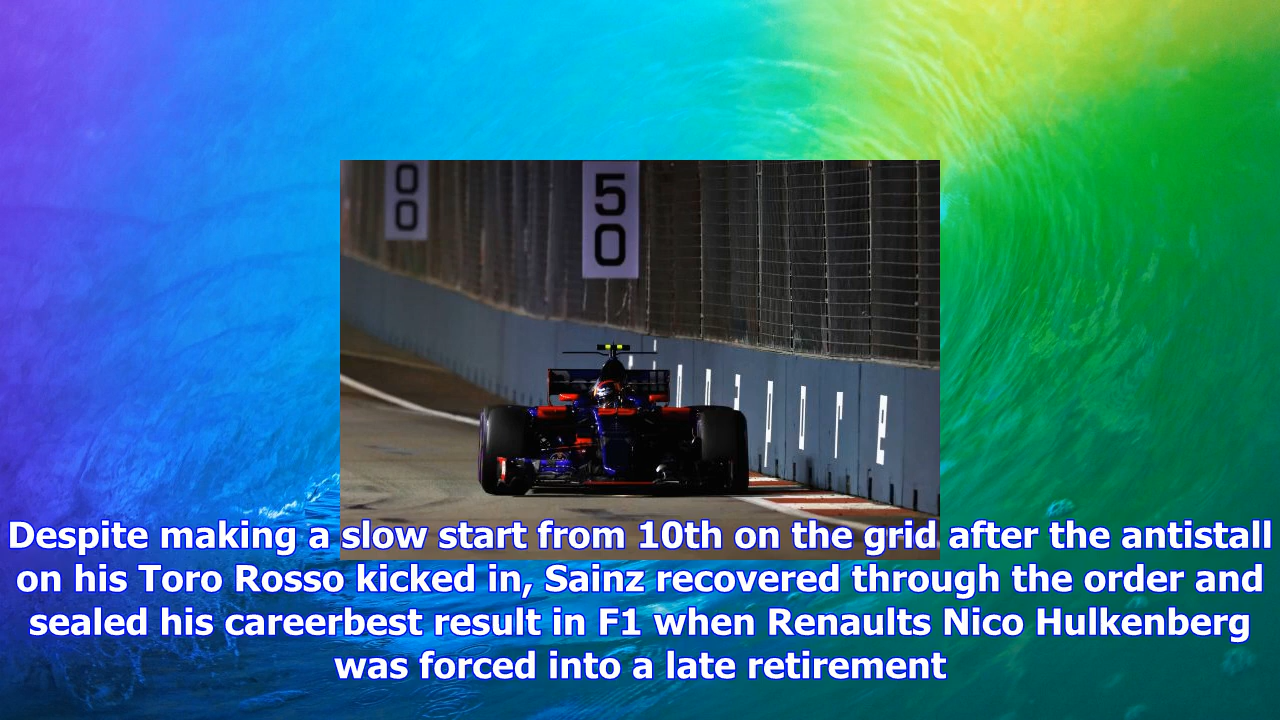 00
50
n a p o r e
Despite making a slow start from 10th on the grid after the antistall
on his Toro Rosso kicked in, Sainz recovered through the order and
sealed his careerbest result in F1 when Renaults Nico Hulkenberg
was forced into a late retirement